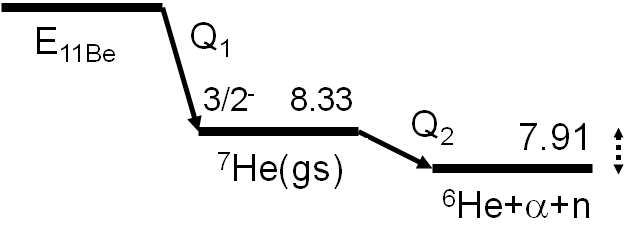 E₁₁Be
Q₁
3/2⁻ 8.33
⁷He(gs)
Q₂
7.91
⁶He+α+n